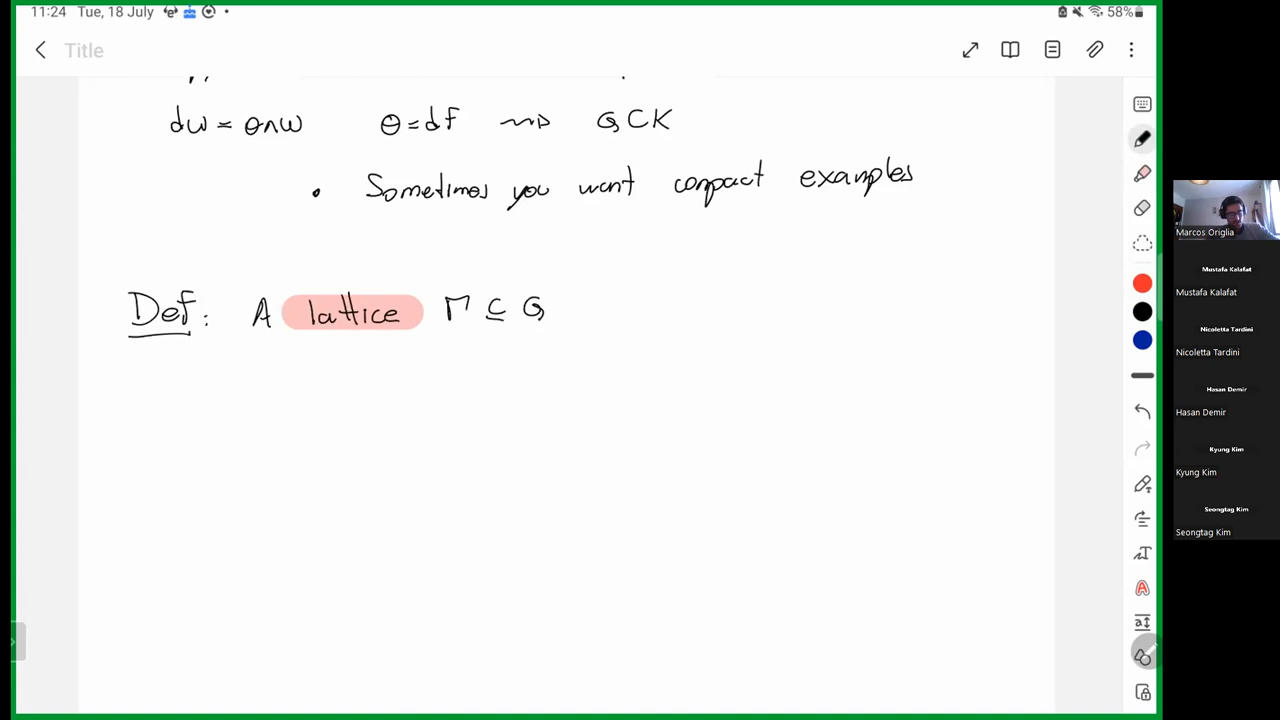 11:24 Tue, 18 July
58%
Title
dω = θ∧ω θ = df ⇝ GCK
• Sometimes you want compact examples
Def: A lattice Γ ⊆ G
Marcos Origlia
Mustafa Kalafat
Mustafa Kalafat
Nicoletta Tardini
Nicoletta Tardini
Hasan Demir
Hasan Demir
Kyung Kim
Kyung Kim
Seongtag Kim
Seongtag Kim